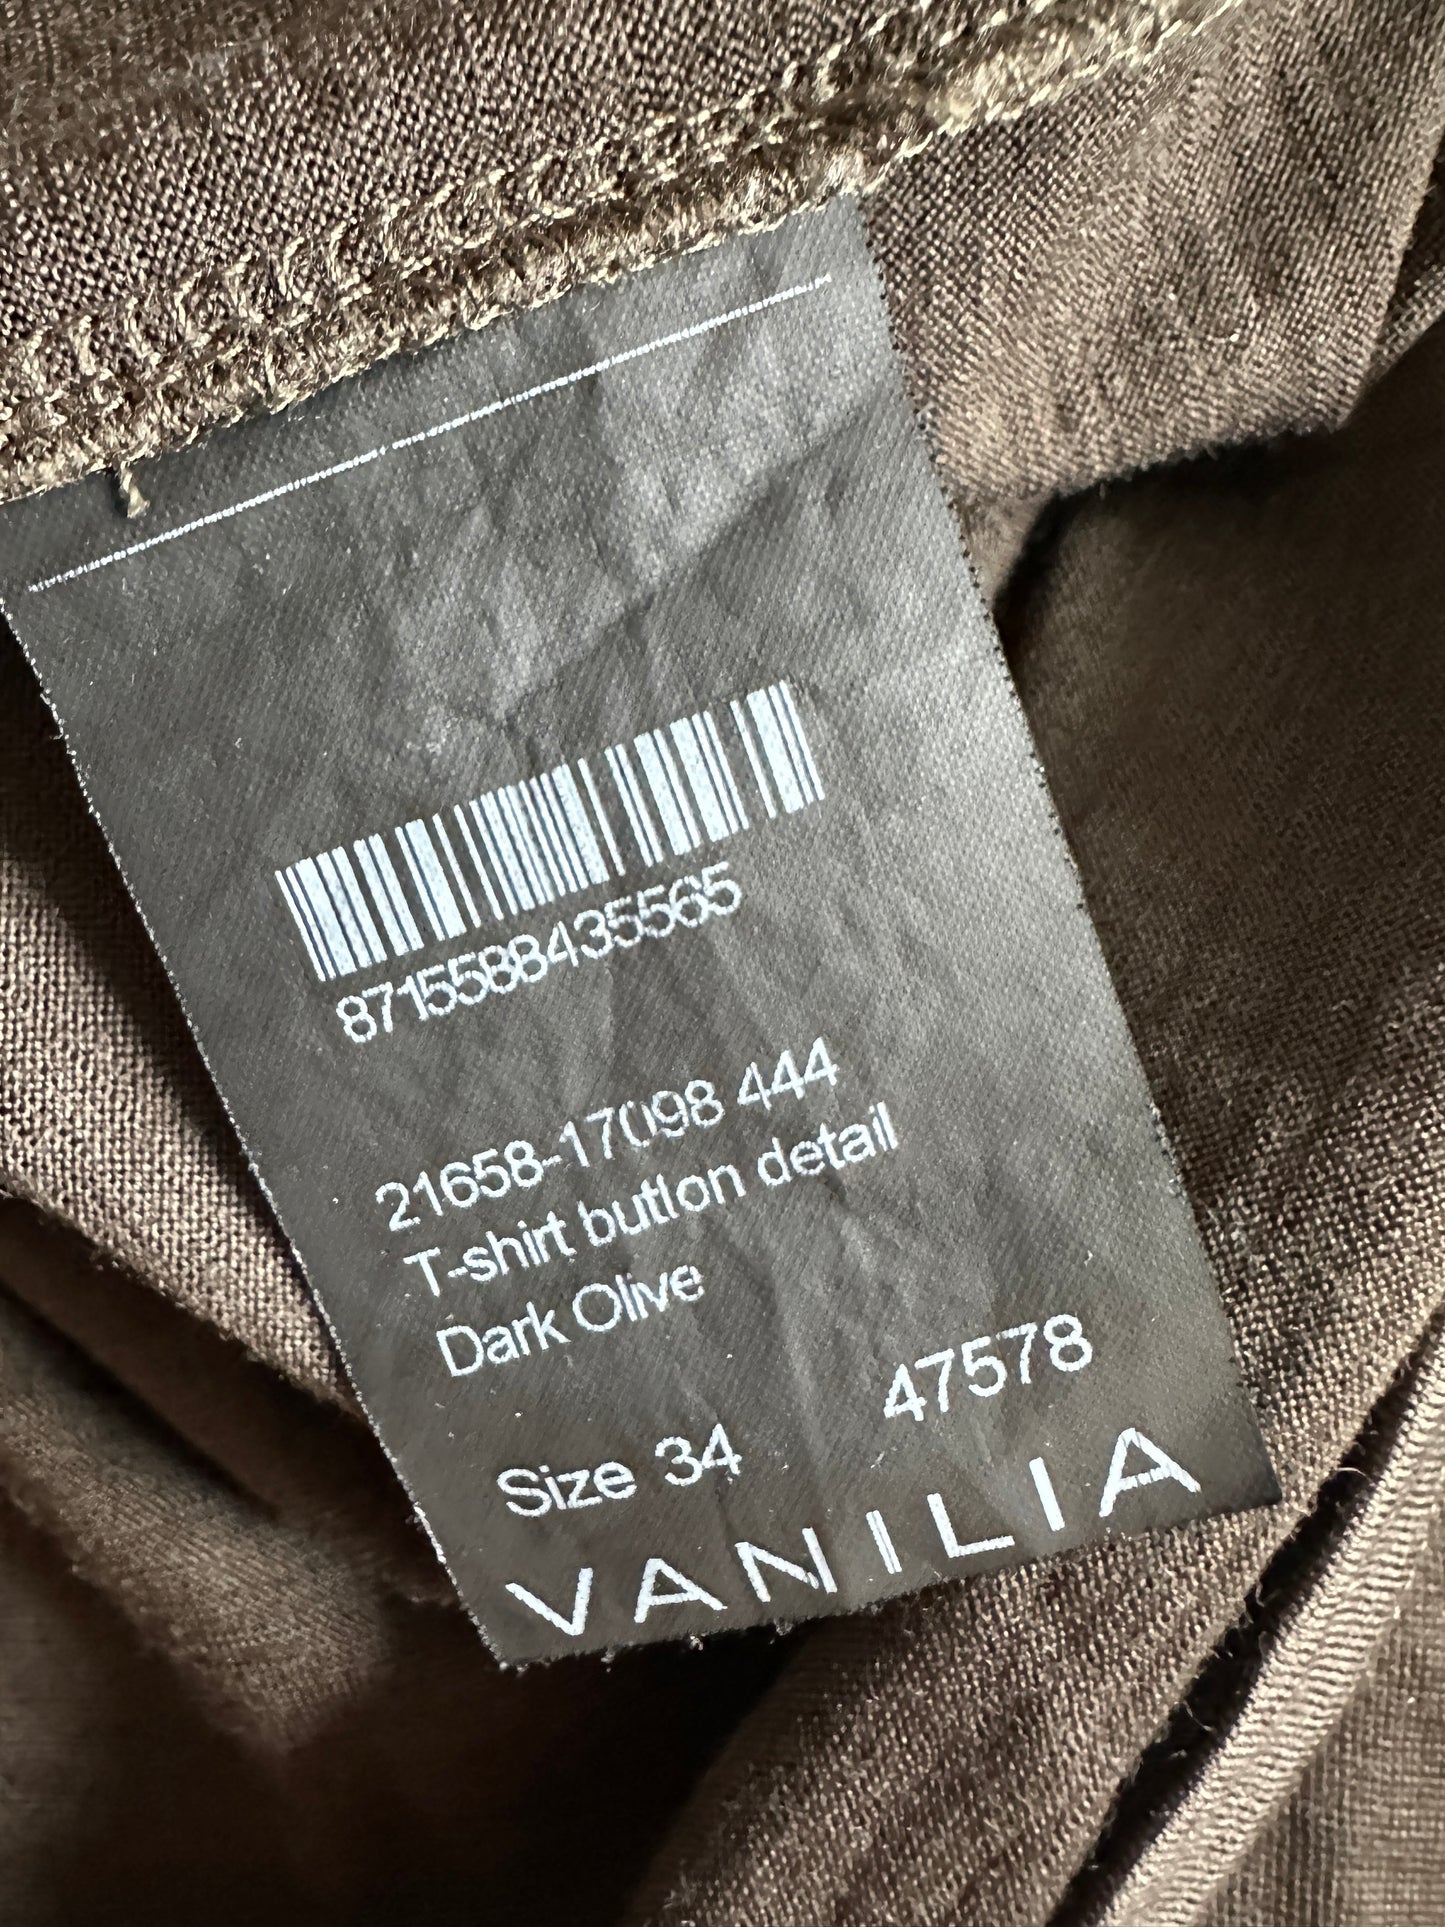 8715588435565
21658-17098 444
T-shirt button detail
Dark Olive
Size 34 47578
VANILIA